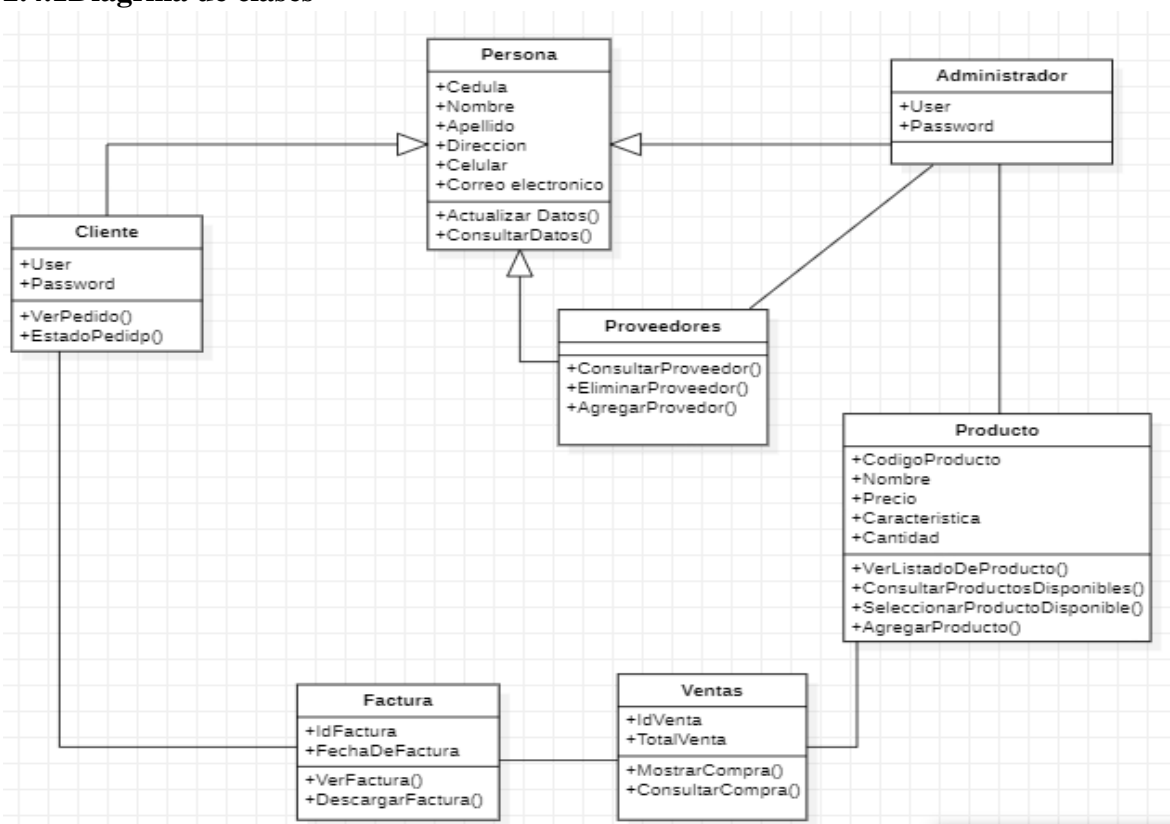 Persona
+Cedula
+Nombre
+Apellido
+Direccion
+Celular
+Correo electronico
+Actualizar Datos()
+ConsultarDatos()
Administrador
+User
+Password
Cliente
+User
+Password
+VerPedido()
+EstadoPedidp()
Proveedores
+ConsultarProveedor()
+EliminarProveedor()
+AgregarProvedor()
Producto
+CodigoProducto
+Nombre
+Precio
+Caracteristica
+Cantidad
+VerListadoDeProducto()
+ConsultarProductosDisponibles()
+SeleccionarProductoDisponible()
+AgregarProducto()
Factura
+IdFactura
+FechaDeFactura
+VerFactura()
+DescargarFactura()
Ventas
+IdVenta
+TotalVenta
+MostrarCompra()
+ConsultarCompra()